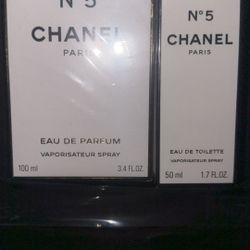 N°5
CHANEL
PARIS
EAU DE PARFUM
VAPORISATEUR SPRAY
100 ml 3.4 FL.OZ.
N°5
CHANEL
PARIS
EAU DE TOILETTE
VAPORISATEUR SPRAY
50 ml 1.7 FL.OZ.